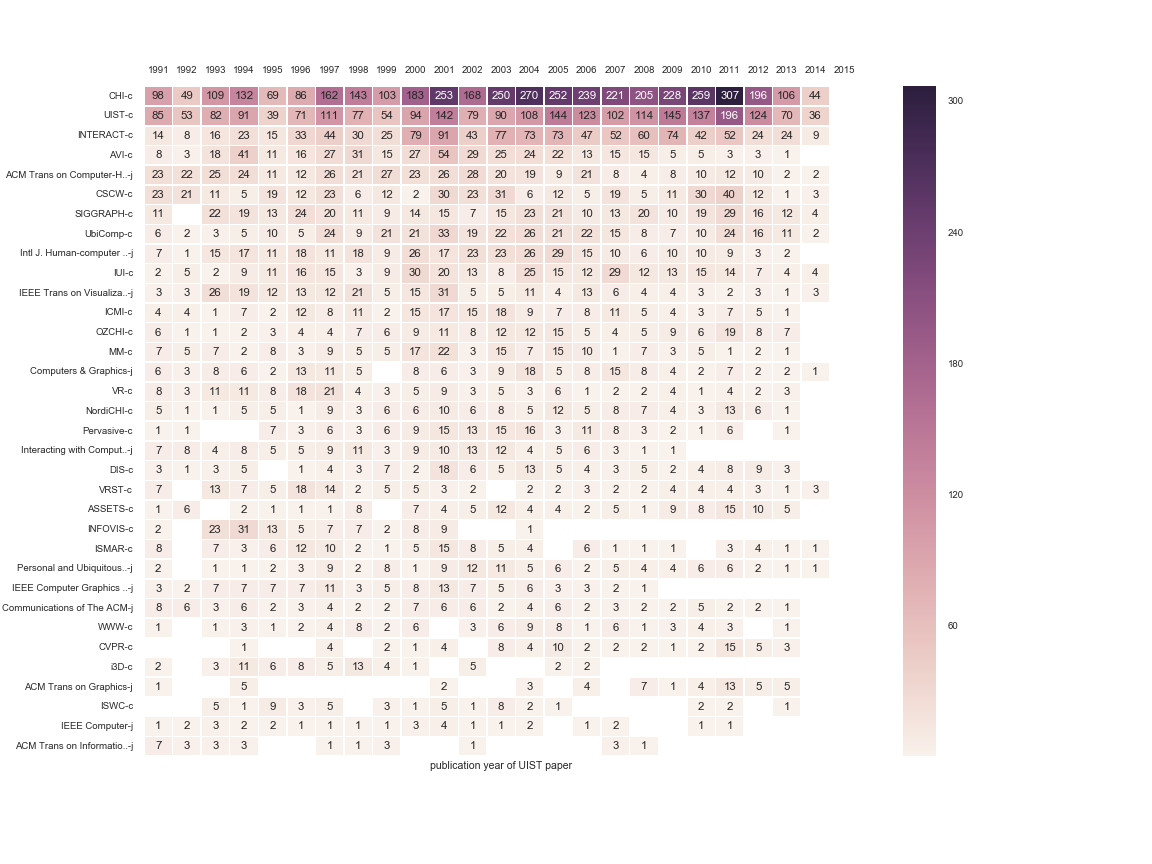 1991 1992 1993 1994 1995 1996 1997 1998 1999 2000 2001 2002 2003 2004 2005 2006 2007 2008 2009 2010 2011 2012 2013 2014 2015
CHI-c 98 49 109 132 69 86 162 143 103 183 253 168 250 270 252 239 221 205 228 259 307 196 106 44 300
UIST-c 85 53 82 91 39 71 111 77 54 94 142 79 90 108 144 123 102 114 145 137 196 124 70 36
INTERACT-c 14 8 16 23 15 33 44 30 25 79 91 43 77 73 73 47 52 60 74 42 52 24 24 9
AVI-c 8 3 18 41 11 16 27 31 15 27 54 29 25 24 31 13 15 15 5 5 3 3 1
ACM Trans on Computer-H..-j 23 22 25 24 11 12 26 21 27 23 26 28 20 19 9 21 8 4 8 10 12 10 2 2
CSCW-c 23 21 11 5 19 12 23 6 12 2 30 23 31 6 12 5 19 5 11 30 40 12 1 3
SIGGRAPH-c 11 22 19 13 24 20 11 9 14 15 7 15 23 21 10 13 20 10 19 29 16 12 4
UbiComp-c 6 2 3 5 10 5 24 9 21 21 33 19 22 26 21 22 15 8 7 10 24 16 11 2 240
Intl J. Human-computer ..-j 7 1 15 17 11 18 11 18 9 26 17 23 23 26 29 15 10 6 10 10 9 3 2
IUI-c 2 5 2 9 11 16 15 3 9 30 20 13 8 25 15 12 29 12 13 15 14 7 4 4
IEEE Trans on Visualiza..-j 3 3 26 19 12 13 12 21 5 15 31 5 5 11 4 13 6 4 4 3 2 3 1 3
ICMI-c 4 4 1 7 2 12 8 11 2 15 17 15 18 9 7 8 11 5 4 3 7 5 1
OZCHI-c 6 1 1 2 3 4 4 7 6 9 11 8 12 12 15 5 4 5 9 6 19 8 7
MM-c 7 5 7 2 8 3 9 5 5 17 22 3 15 7 15 10 1 7 3 5 1 2 1
Computers & Graphics-j 6 3 8 6 2 13 11 5 8 6 3 9 18 5 8 15 8 4 2 7 2 2 1 180
VR-c 8 3 11 11 8 18 21 4 3 5 9 3 5 3 6 1 2 2 4 1 4 2 3
NordiCHI-c 5 1 1 5 5 1 9 3 6 6 10 6 8 5 12 5 8 7 4 3 13 6 1
Pervasive-c 1 1 7 3 6 3 6 9 15 13 15 16 3 11 8 3 2 1 6 1
Interacting with Comput..-j 7 8 4 8 5 5 9 11 3 9 10 13 12 4 5 6 3 1 1
DIS-c 3 1 3 5 1 4 3 7 2 18 6 5 13 5 4 3 5 2 4 8 9 3
VRST-c 7 13 7 5 18 14 2 5 5 3 2 2 2 3 2 2 4 4 4 3 1 3 120
ASSETS-c 1 6 2 1 1 1 8 7 4 5 12 4 4 2 5 1 9 8 15 10 5
INFOVIS-c 2 23 31 13 5 7 7 2 8 9 1
ISMAR-c 8 7 3 6 12 10 2 1 5 15 8 5 4 6 1 1 1 3 4 1 1
Personal and Ubiquitous..-j 2 1 1 2 3 9 2 8 1 9 12 11 5 6 2 5 4 4 6 6 2 1 1
IEEE Computer Graphics ..-j 3 2 7 7 7 7 11 3 5 8 13 7 5 6 3 3 2 1
Communications of The ACM-j 8 6 3 6 2 3 4 2 2 7 6 6 2 4 6 2 3 2 2 5 2 2 1
WWW-c 1 1 3 1 2 4 8 2 6 3 6 9 8 1 6 1 3 4 3 1 60
CVPR-c 1 4 2 1 4 8 4 10 2 2 2 1 2 15 5 3
i3D-c 2 3 11 6 8 5 13 4 1 5 2 2
ACM Trans on Graphics-j 1 5 2 3 4 7 1 4 13 5 5
ISWC-c 5 1 9 3 5 3 1 5 1 8 2 1 2 2 1
IEEE Computer-j 1 2 3 2 2 1 1 1 1 3 4 1 1 2 1 2 1 1
ACM Trans on Informatio..-j 7 3 3 3 1 1 3 1 3 1
publication year of UIST paper